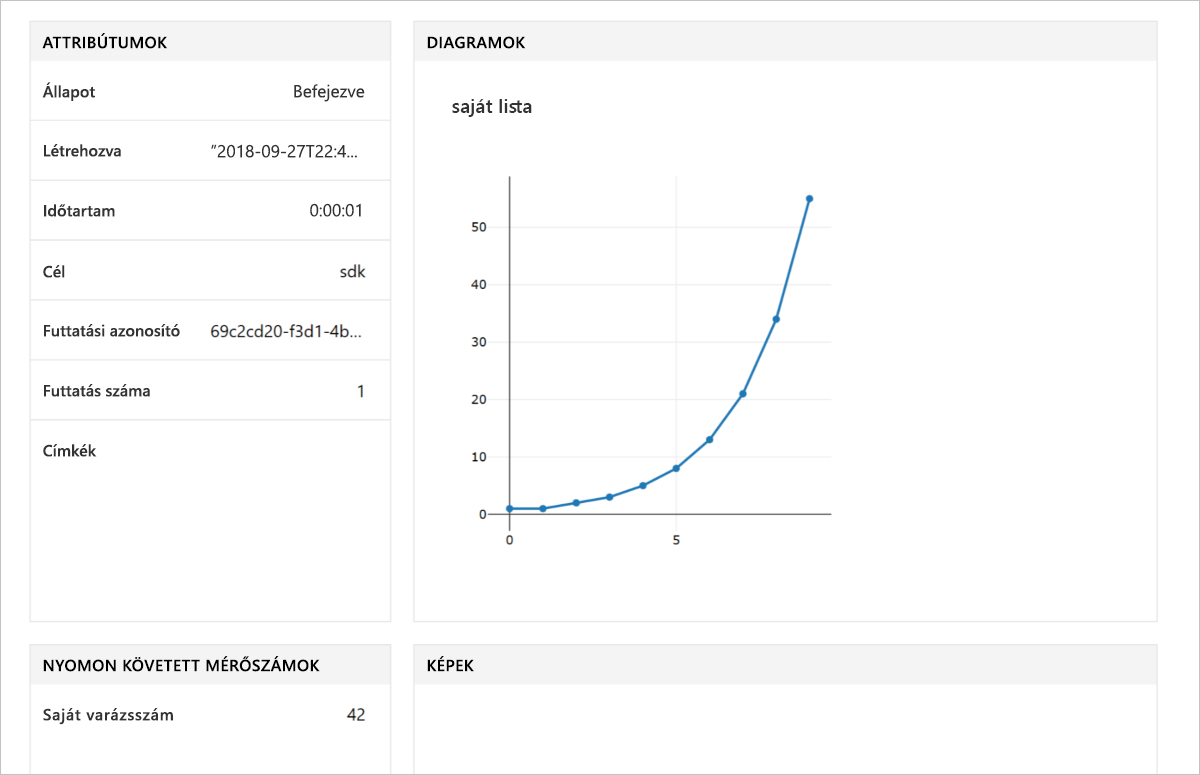 ATTRIBÚTUMOK
Állapot Befejezve
Létrehozva "2018-09-27T22:4...
Időtartam 0:00:01
Cél sdk
Futtatási azonosító 69c2cd20-f3d1-4b...
Futtatás száma 1
Címkék
DIAGRAMOK
saját lista
50
40
30
20
10
0
0 5
NYOMON KÖVETETT MÉRŐSZÁMOK
Saját varázsszám 42
KÉPEK